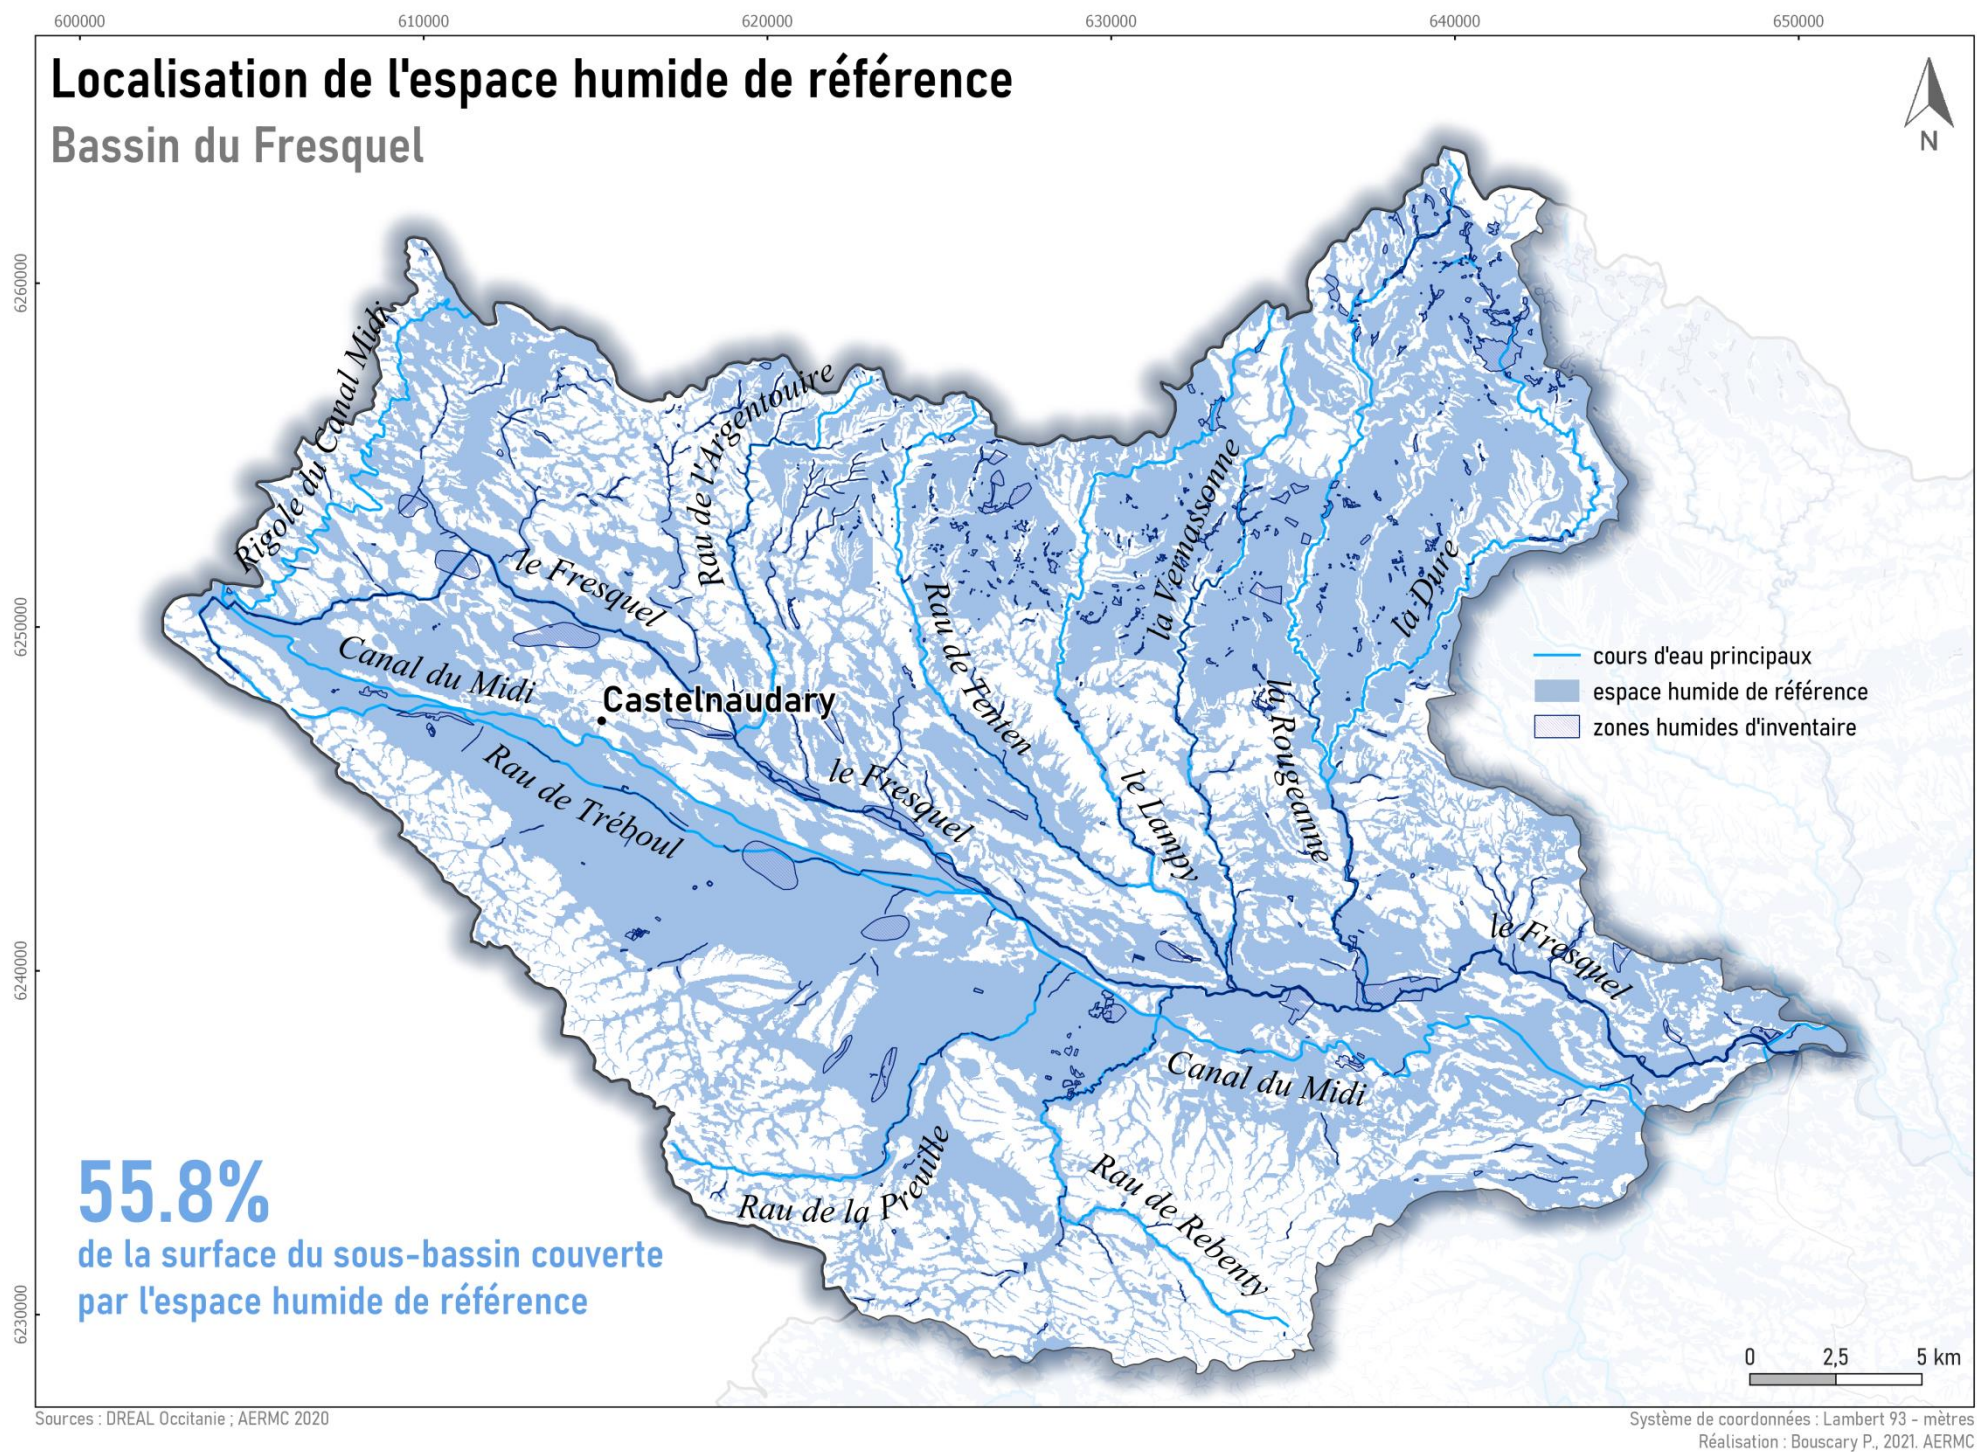 600000 610000 620000 630000 640000 650000
Localisation de l'espace humide de référence
Bassin du Fresquel
N
6260000
6250000
6240000
6230000
Rigole du Canal Midi
Rau de l'Argentouire
le Fresquel
Canal du Midi
Castelnaudary
Rau de Tréboul
le Fresquel
Rau de Tenten
le Lampy
la Vernassonne
la Rougeanne
la Dure
le Fresquel
Canal du Midi
Rau de la Preuille
Rau de Rebenty
cours d'eau principaux
espace humide de référence
zones humides d'inventaire
55.8%
de la surface du sous-bassin couverte
par l'espace humide de référence
0 2,5 5 km
Sources : DREAL Occitanie ; AERMC 2020
Système de coordonnées : Lambert 93 - mètres
Réalisation : Bouscary P., 2021. AERMC